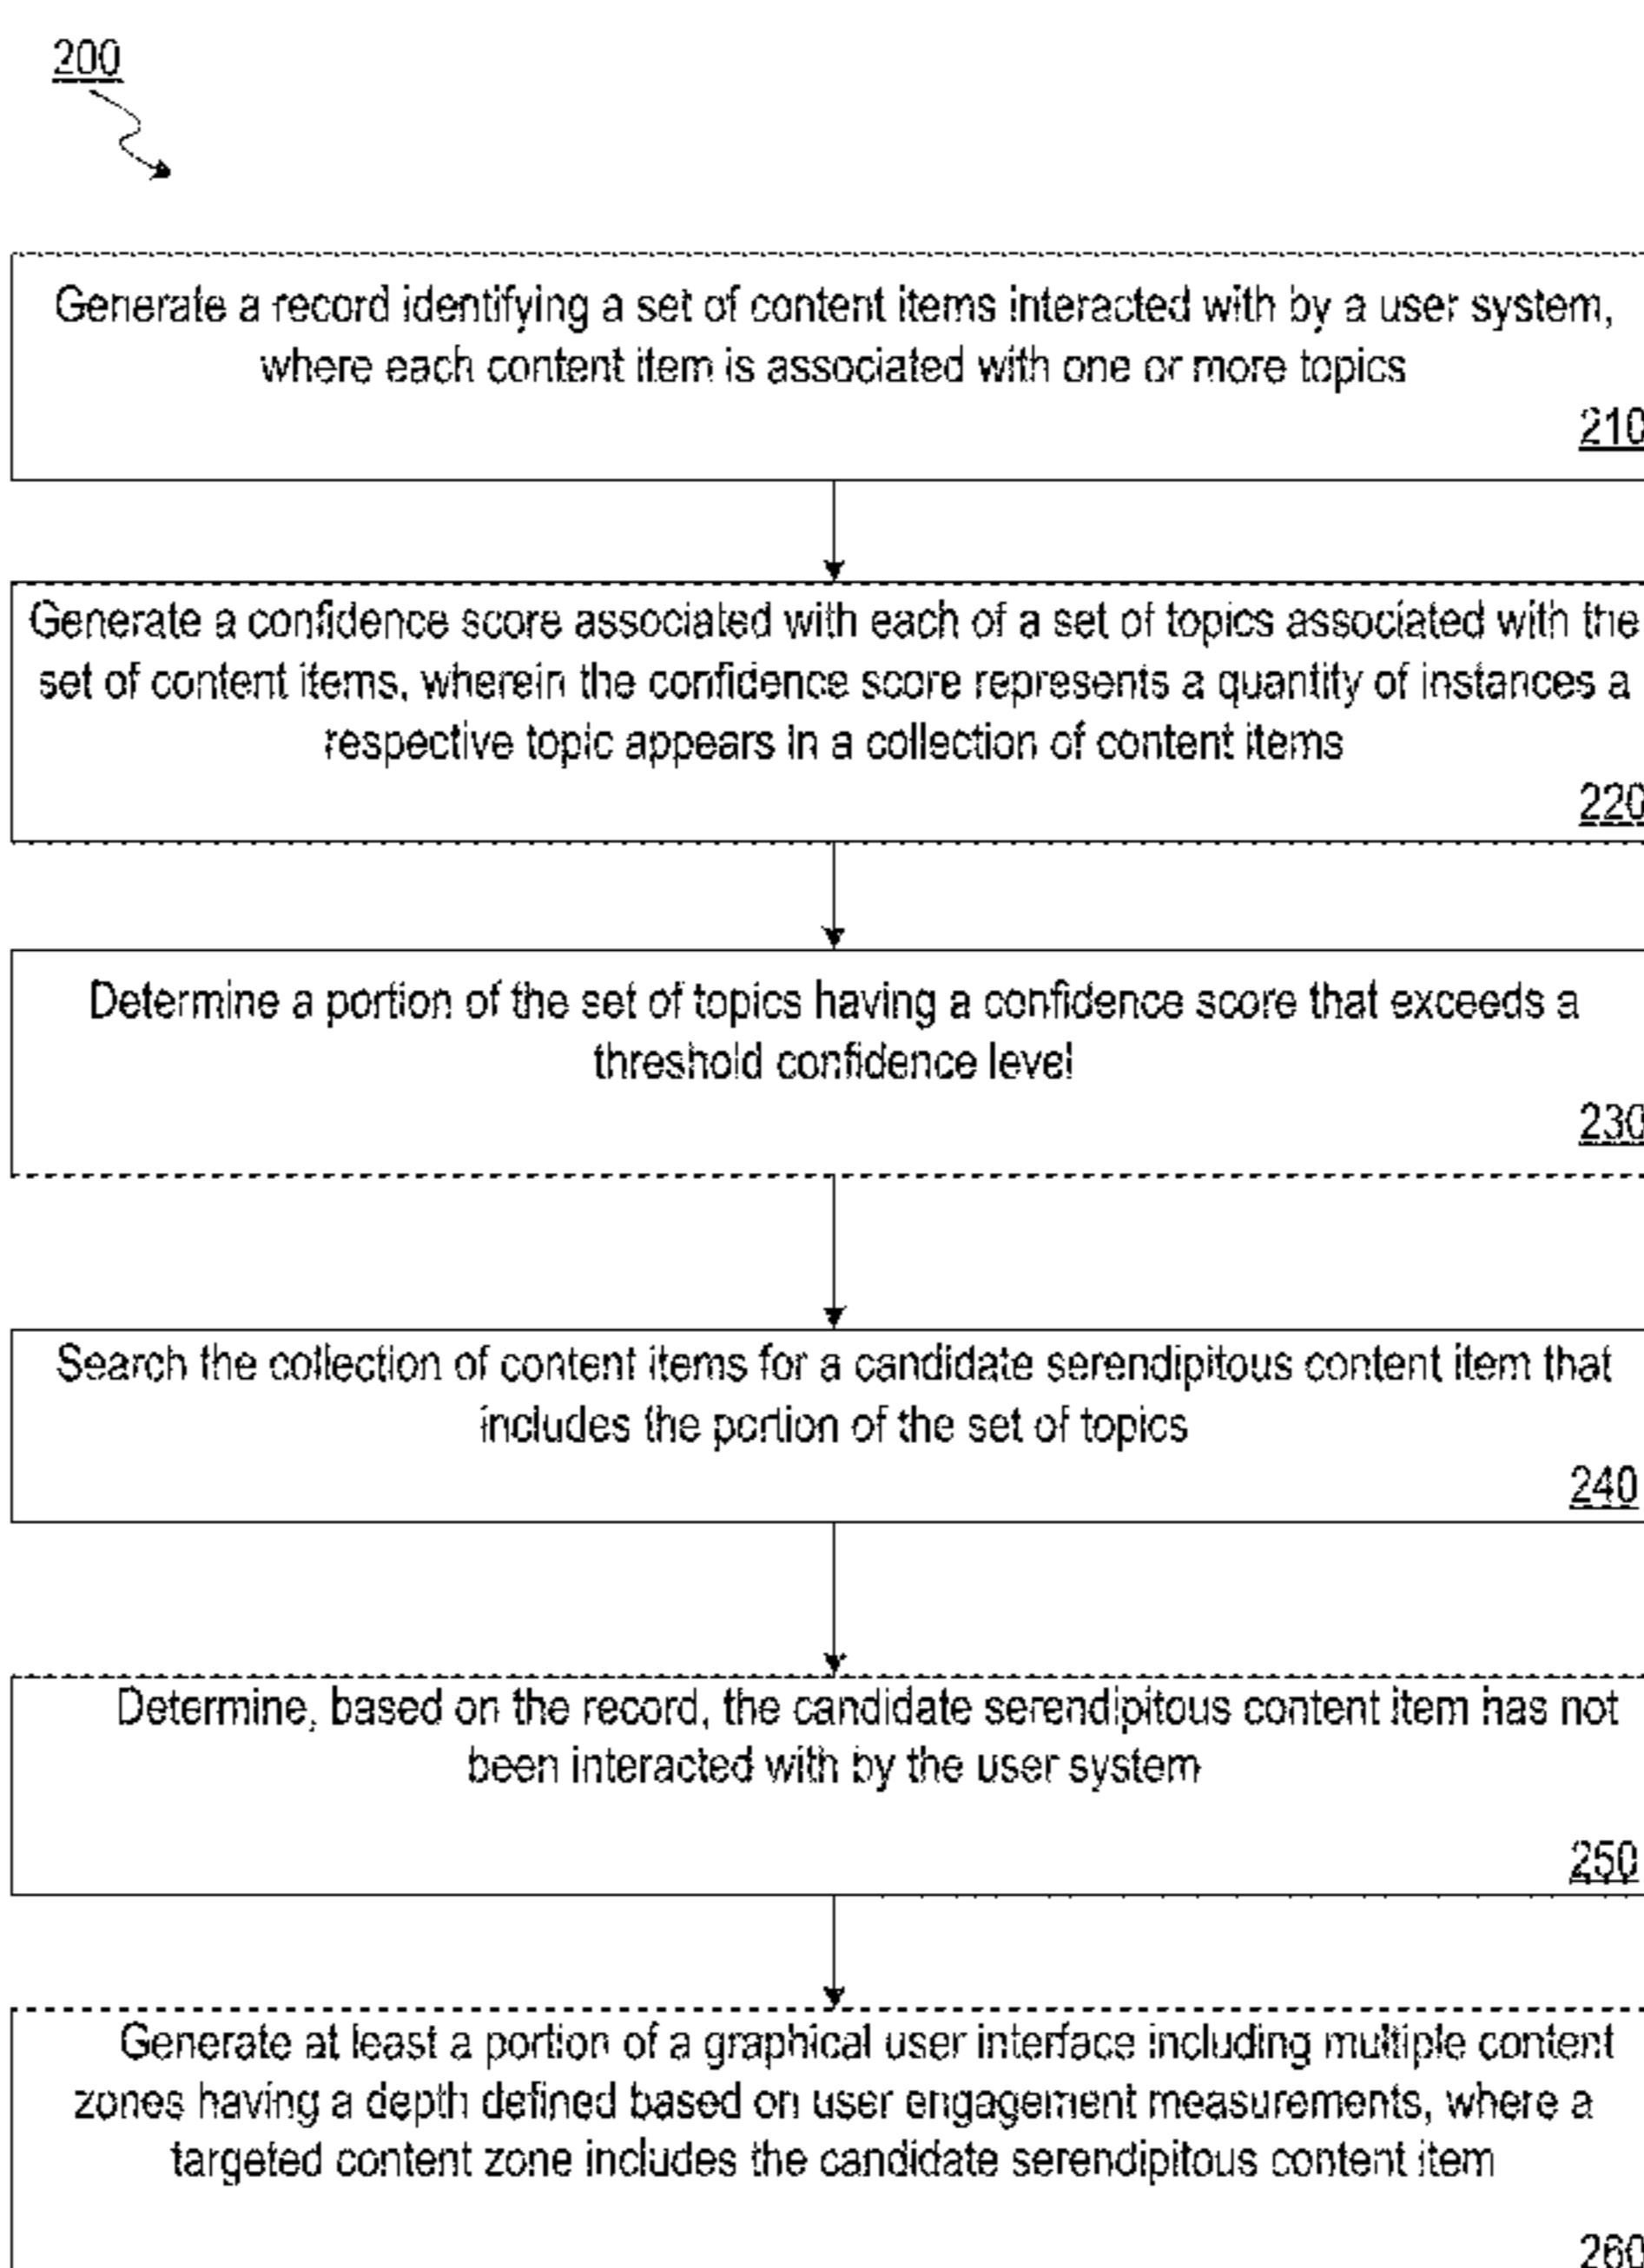 200
Generate a record identifying a set of content items interacted with by a user system,
where each content item is associated with one or more topics
210
Generate a confidence score associated with each of a set of topics associated with the
set of content items, wherein the confidence score represents a quantity of instances a
respective topic appears in a collection of content items
220
Determine a portion of the set of topics having a confidence score that exceeds a
threshold confidence level
230
Search the collection of content items for a candidate serendipitous content item that
includes the portion of the set of topics
240
Determine, based on the record, the candidate serendipitous content item has not
been interacted with by the user system
250
Generate at least a portion of a graphical user interface including multiple content
zones having a depth defined based on user engagement measurements, where a
targeted content zone includes the candidate serendipitous content item
260